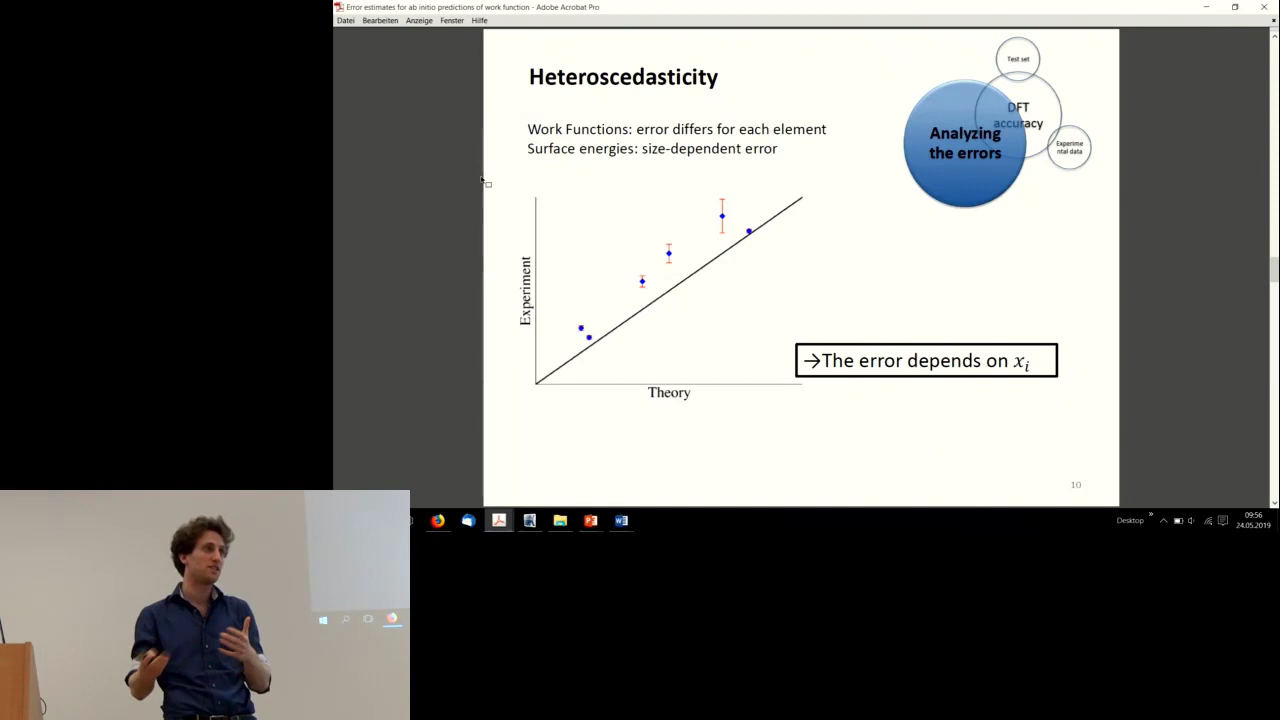 Error estimates for ab initio predictions of work function - Adobe Acrobat Pro
Datei Bearbeiten Anzeige Fenster Hilfe
Heteroscedasticity
Work Functions: error differs for each element
Surface energies: size-dependent error
Test set
DFT
accuracy
Analyzing
the errors
Experime
ntal data
Experiment
Theory
→The error depends on xᵢ
10
Desktop
09:56
24.05.2019